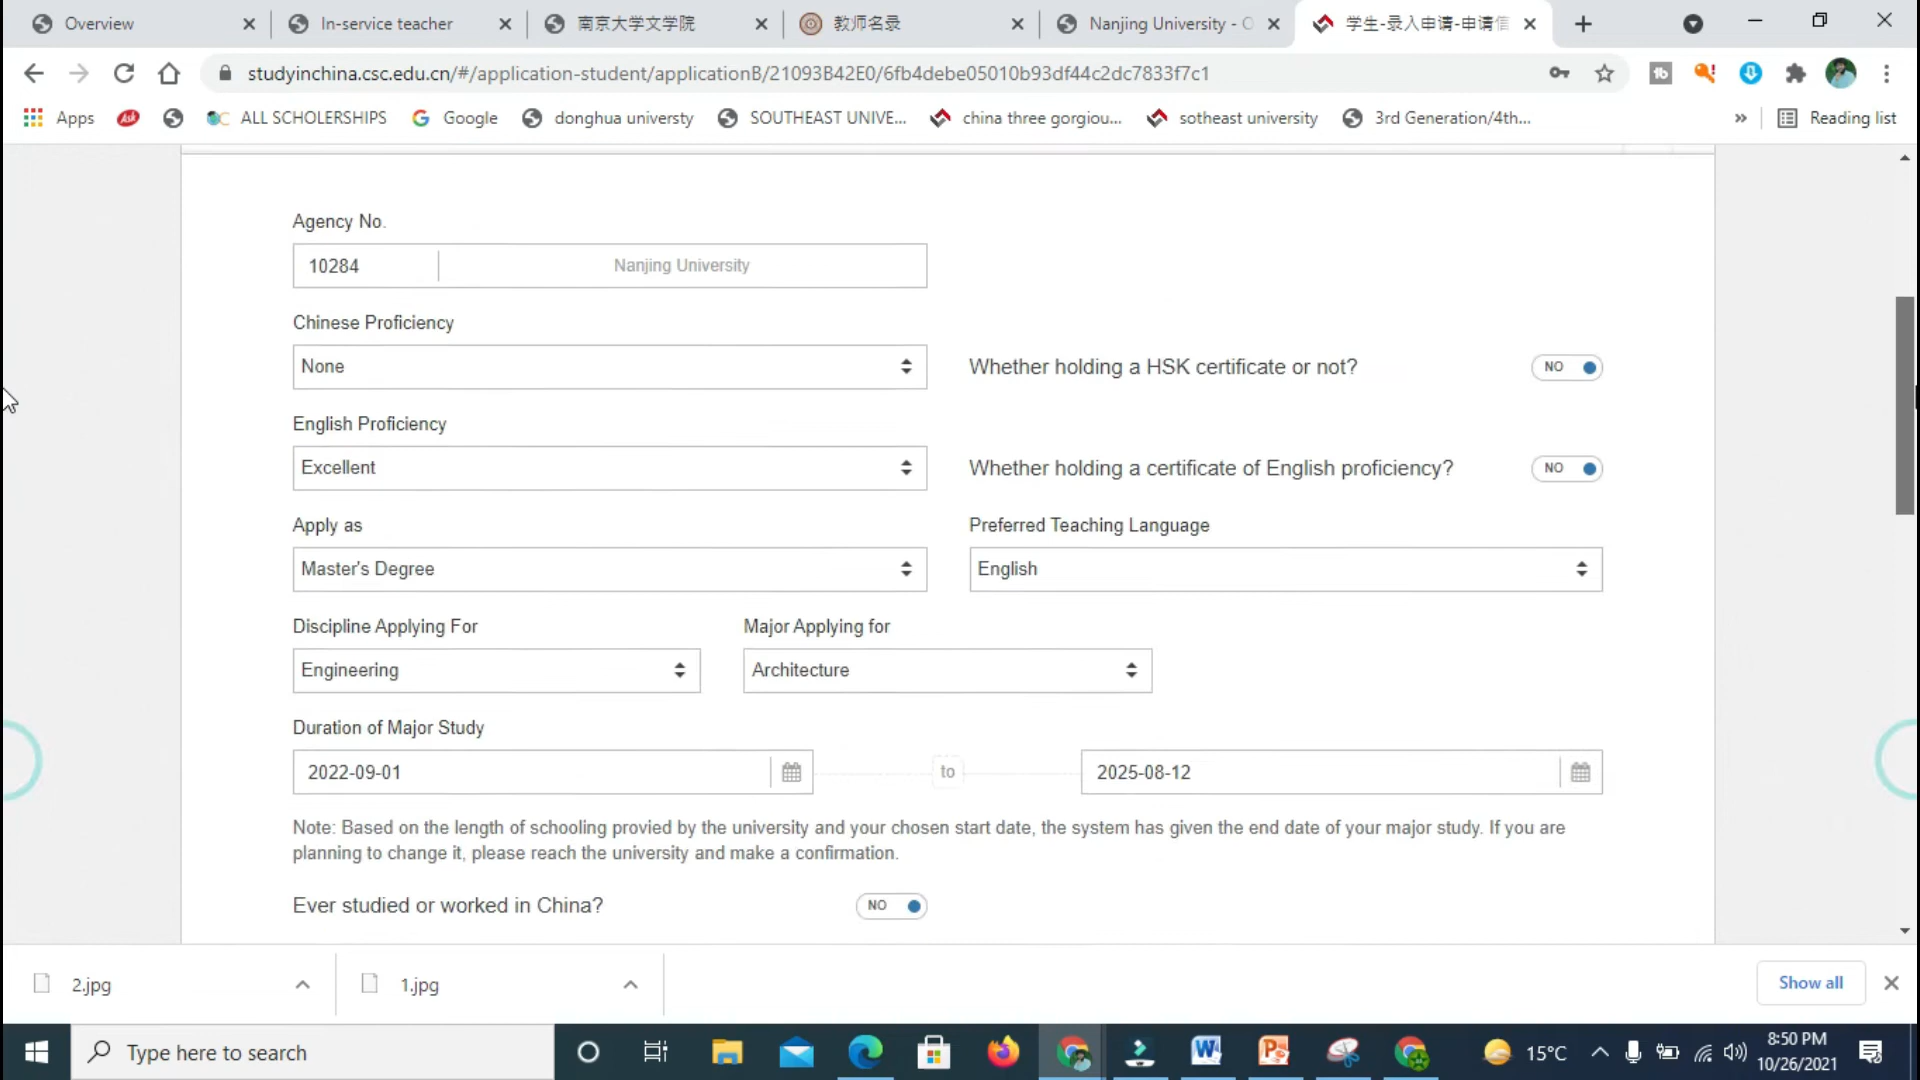 Overview
In-service teacher
南京大学文学院
教师名录
Nanjing University -
学生-录入申请-申请信
studyinchina.csc.edu.cn/#/application-student/applicationB/21093B42E0/6fb4debe05010b93df44c2dc7833f7c1
Apps
Ask
ALL SCHOLERSHIPS
Google
donghua universty
SOUTHEAST UNIVE...
china three gorgiou...
sotheast university
3rd Generation/4th...
»
Reading list
Agency No.
10284
Nanjing University
Chinese Proficiency
None
Whether holding a HSK certificate or not?
NO
English Proficiency
Excellent
Whether holding a certificate of English proficiency?
NO
Apply as
Preferred Teaching Language
Master's Degree
English
Discipline Applying For
Major Applying for
Engineering
Architecture
Duration of Major Study
2022-09-01
to
2025-08-12
Note: Based on the length of schooling provied by the university and your chosen start date, the system has given the end date of your major study. If you are
planning to change it, please reach the university and make a confirmation.
Ever studied or worked in China?
NO
2.jpg
1.jpg
Show all
Type here to search
15°C
8:50 PM
10/26/2021